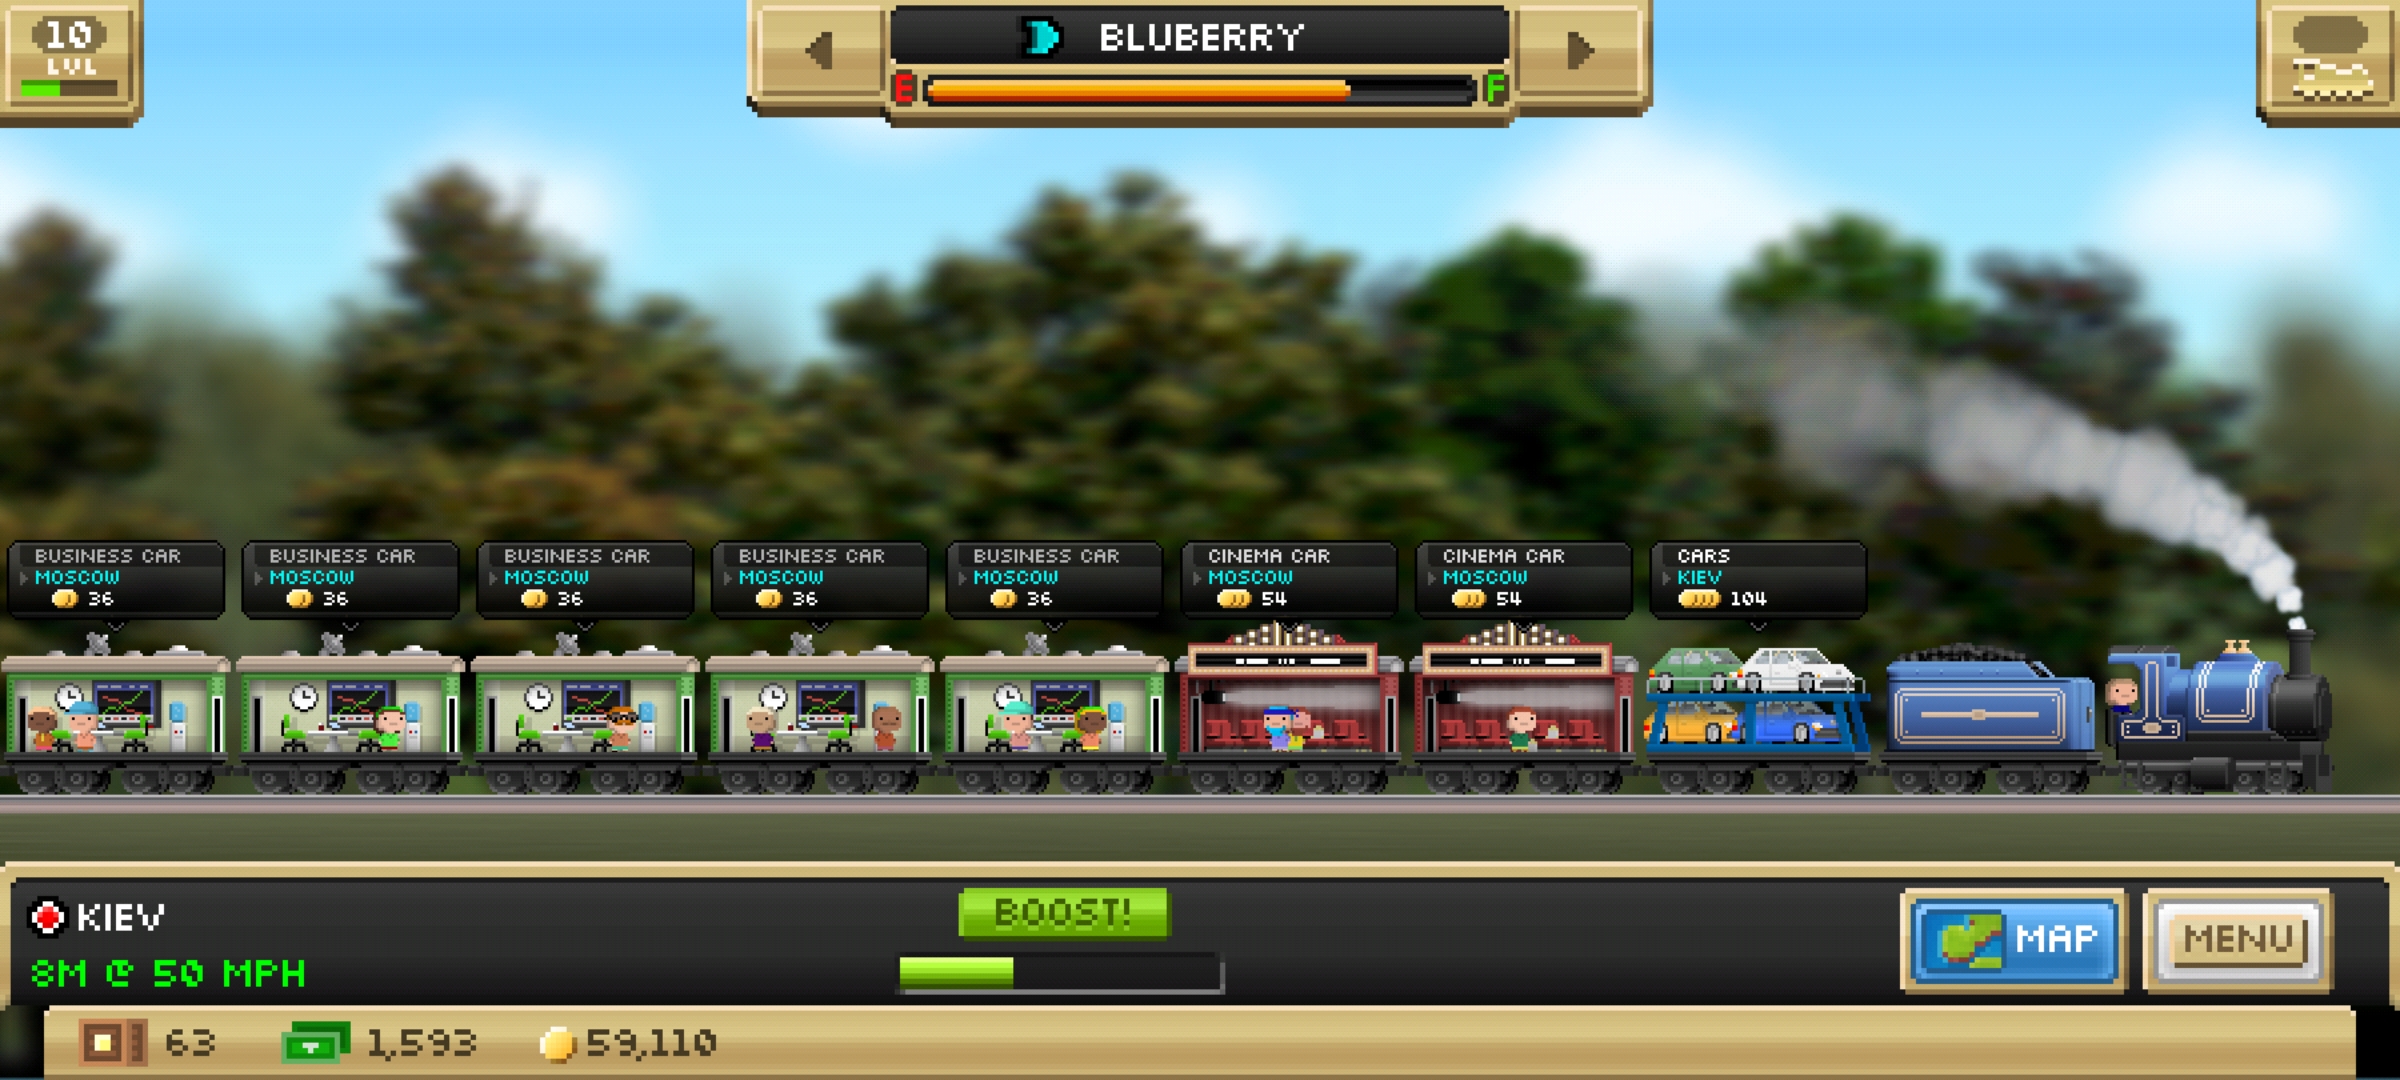 10
LVL
BLUBERRY
E F
BUSINESS CAR
MOSCOW
36
BUSINESS CAR
MOSCOW
36
BUSINESS CAR
MOSCOW
36
BUSINESS CAR
MOSCOW
36
BUSINESS CAR
MOSCOW
36
CINEMA CAR
MOSCOW
54
CINEMA CAR
MOSCOW
54
CARS
KIEV
104
KIEV
8M @ 50 MPH
BOOST!
MAP
MENU
63
1,593
59,110